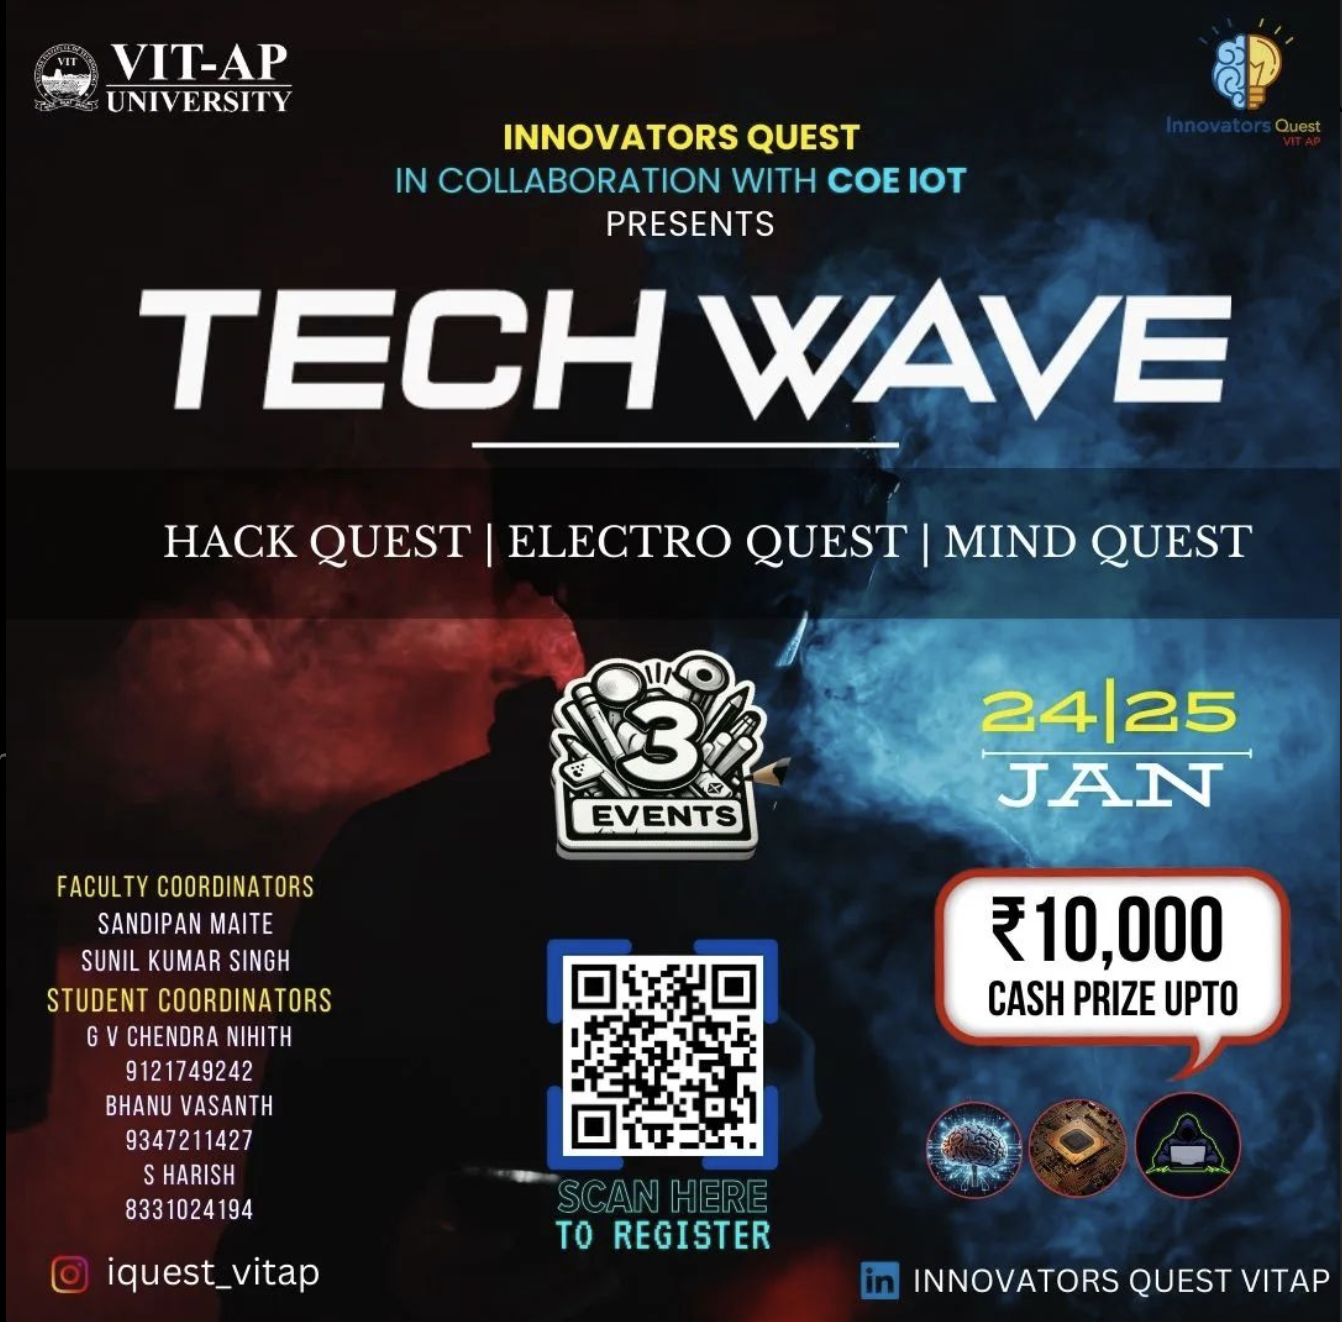 VIT-AP
UNIVERSITY
VIT
Innovators Quest
VIT AP
INNOVATORS QUEST
IN COLLABORATION WITH COE IOT
PRESENTS
TECH WAVE
HACK QUEST | ELECTRO QUEST | MIND QUEST
3
EVENTS
24|25
JAN
FACULTY COORDINATORS
SANDIPAN MAITE
SUNIL KUMAR SINGH
STUDENT COORDINATORS
G V CHENDRA NIHITH
9121749242
BHANU VASANTH
9347211427
S HARISH
8331024194
₹10,000
CASH PRIZE UPTO
SCAN HERE
TO REGISTER
iquest_vitap
in INNOVATORS QUEST VITAP